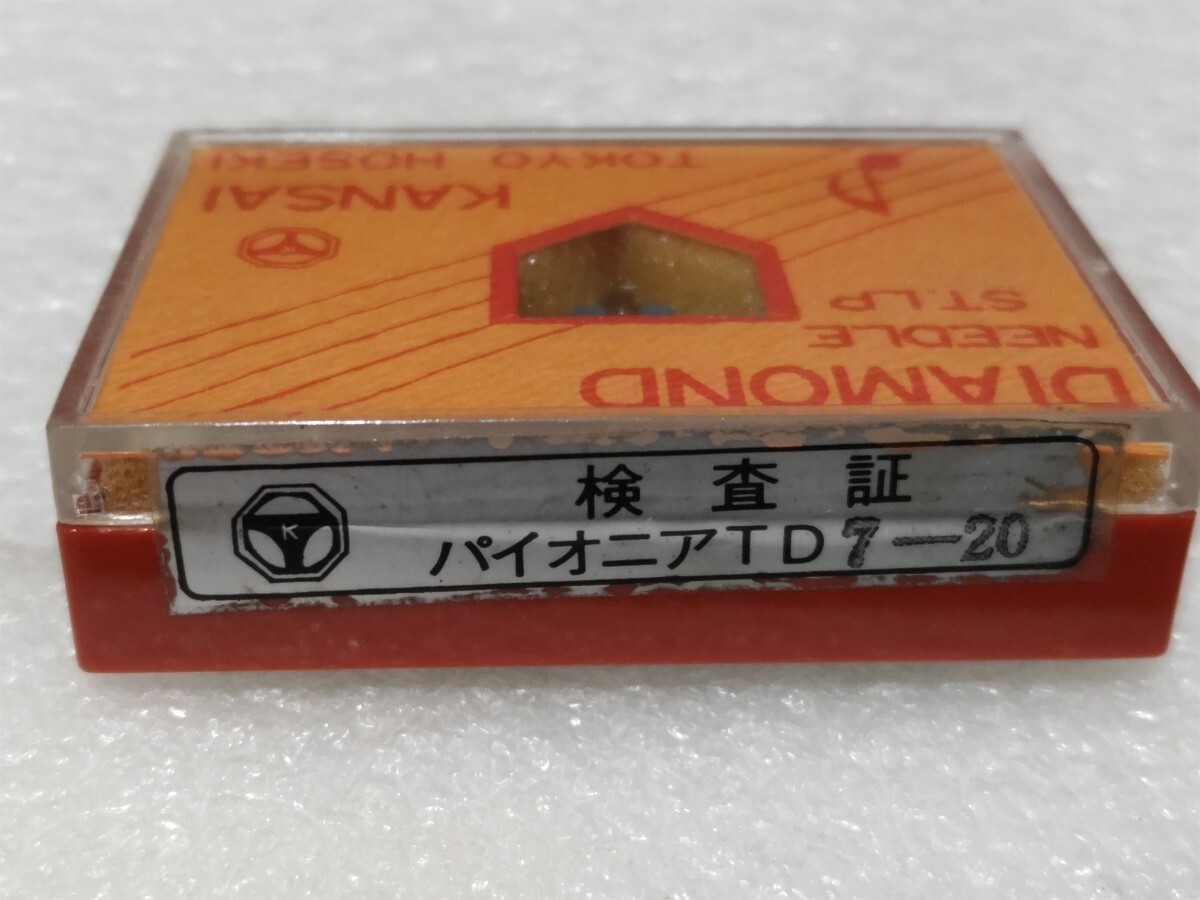 DIAMOND
NEEDLE
ST.LP
KANSAI
TOKYO HOSEKI
K
検査証
パイオニアTD7—20